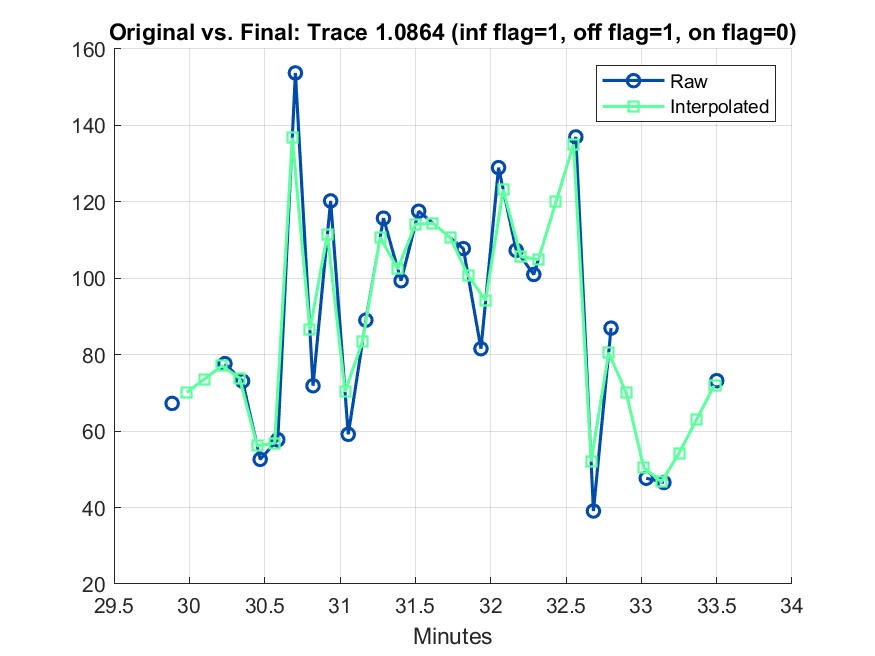 Original vs. Final: Trace 1.0864 (inf flag=1, off flag=1, on flag=0)
160
140
120
100
80
60
40
20
Raw
Interpolated
29.5 30 30.5 31 31.5 32 32.5 33 33.5 34
Minutes